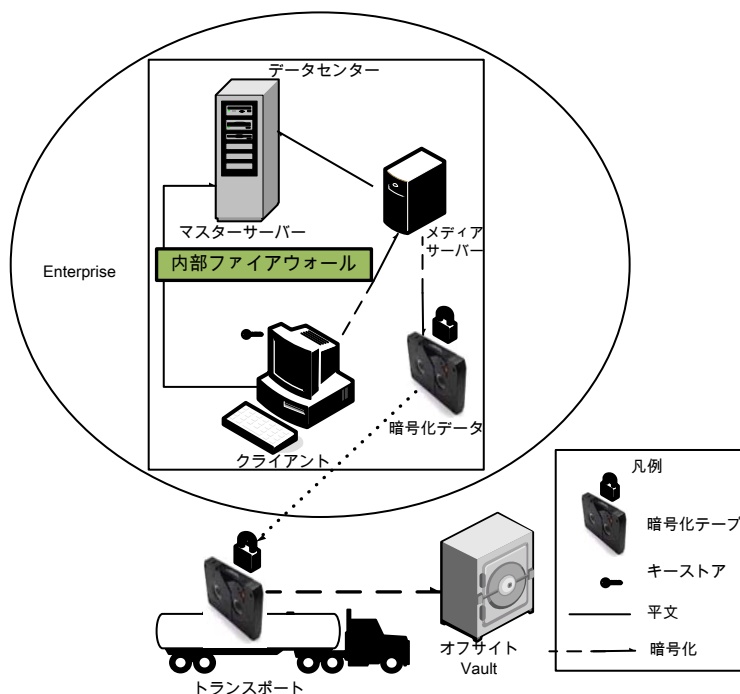 データセンター
マスターサーバー
メディア
サーバー
Enterprise
内部ファイアウォール
暗号化データ
クライアント
凡例
暗号化テープ
キーストア
平文
暗号化
オフサイト
Vault
トランスポート